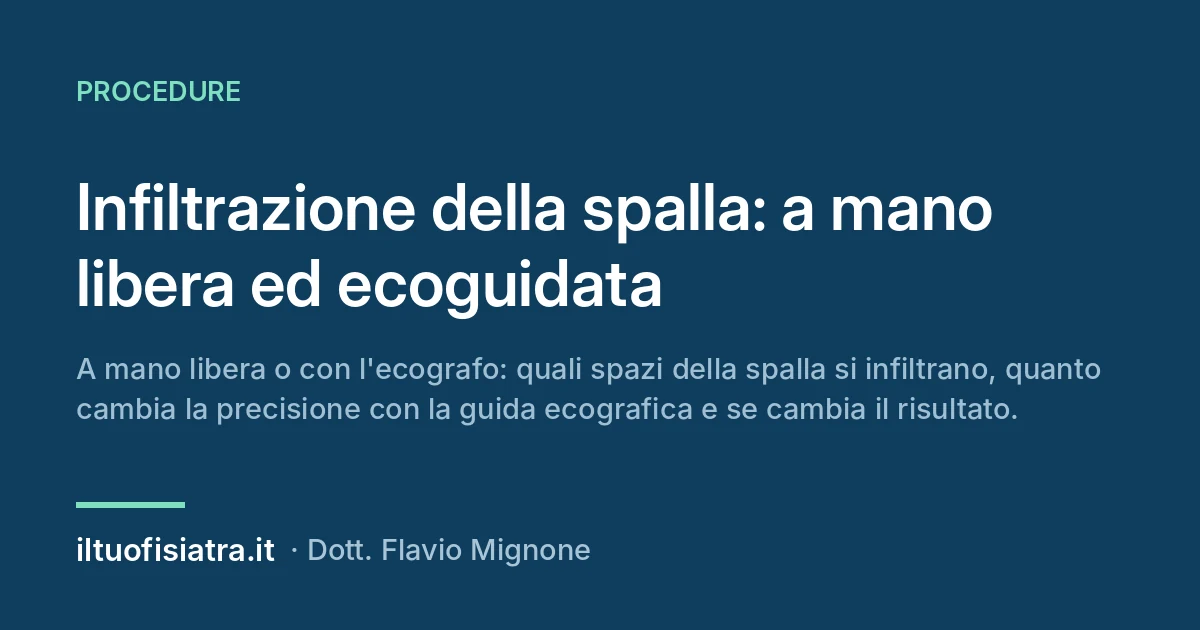 PROCEDURE
Infiltrazione della spalla: a mano
libera ed ecoguidata
A mano libera o con l'ecografo: quali spazi della spalla si infiltrano, quanto
cambia la precisione con la guida ecografica e se cambia il risultato.
iltuofisiatra.it · Dott. Flavio Mignone